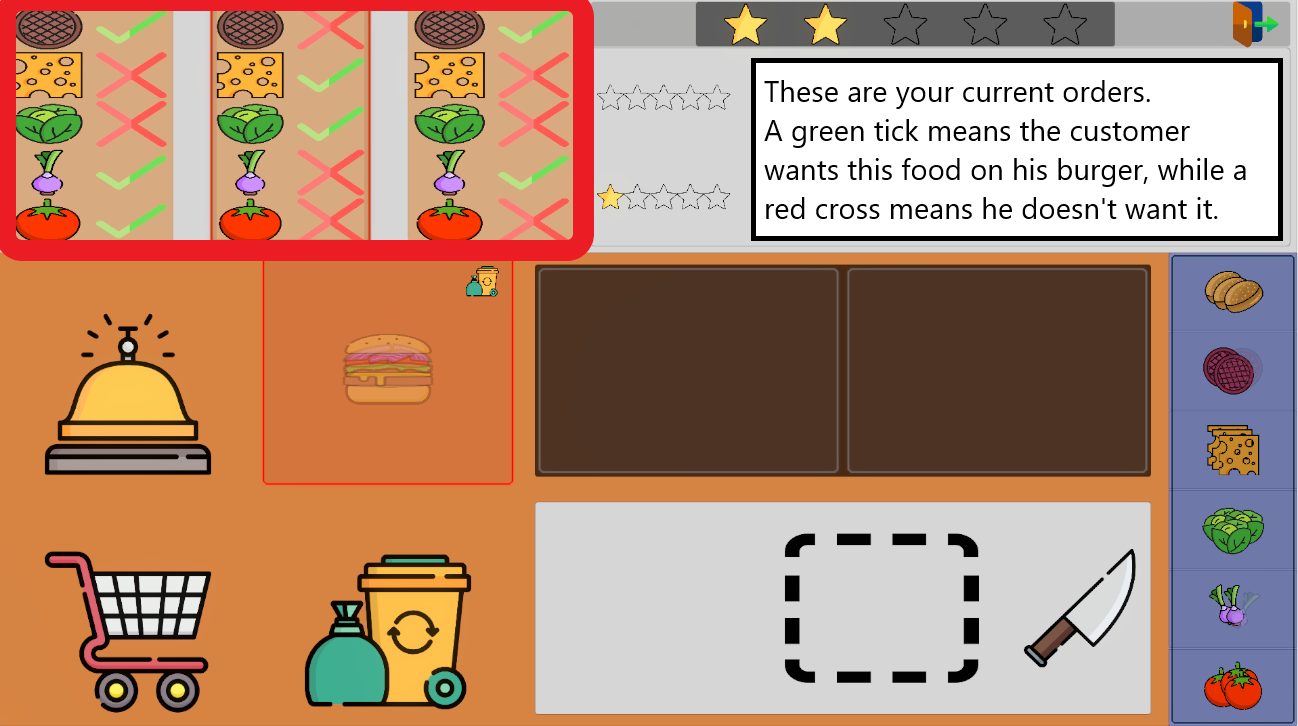 These are your current orders.
A green tick means the customer
wants this food on his burger, while a
red cross means he doesn't want it.